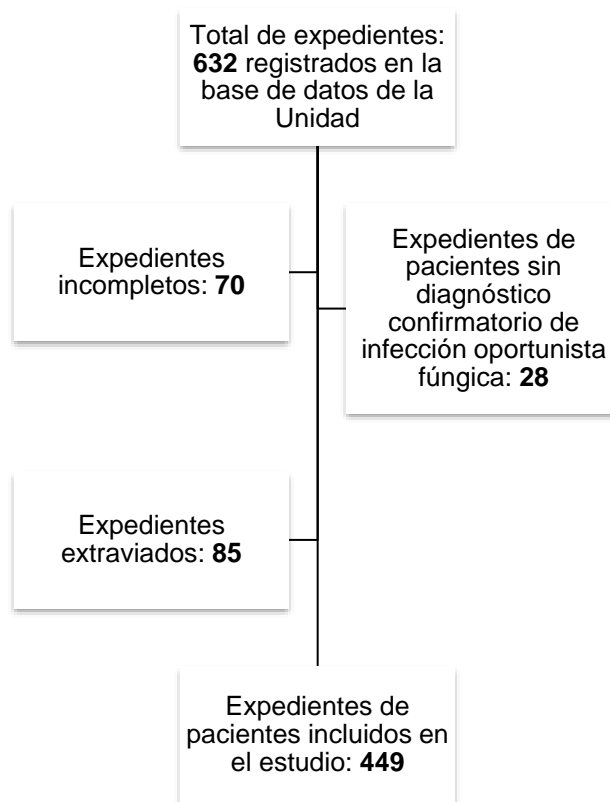 Total de expedientes:
632 registrados en la
base de datos de la
Unidad
Expedientes
incompletos: 70
Expedientes de
pacientes sin
diagnóstico
confirmatorio de
infección oportunista
fúngica: 28
Expedientes
extraviados: 85
Expedientes de
pacientes incluidos en
el estudio: 449